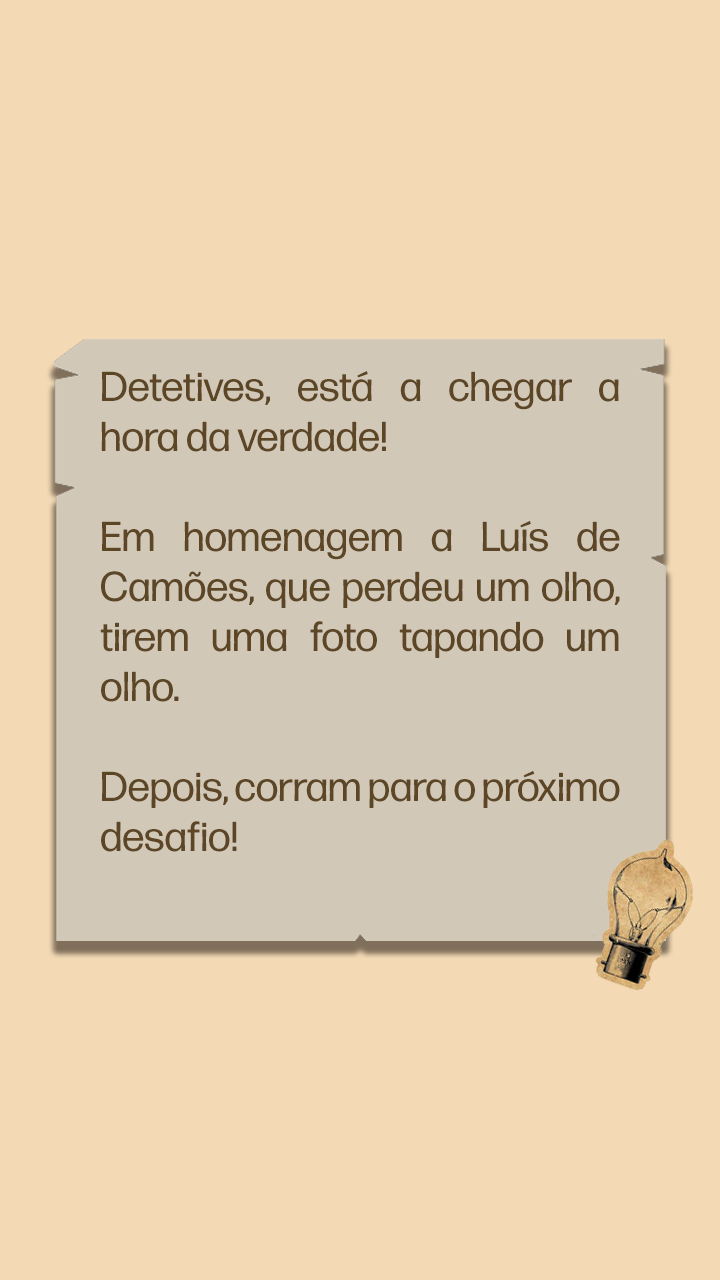 Detetives, está a chegar a
hora da verdade!
Em homenagem a Luís de
Camões, que perdeu um olho,
tirem uma foto tapando um
olho.
Depois, corram para o próximo
desafio!